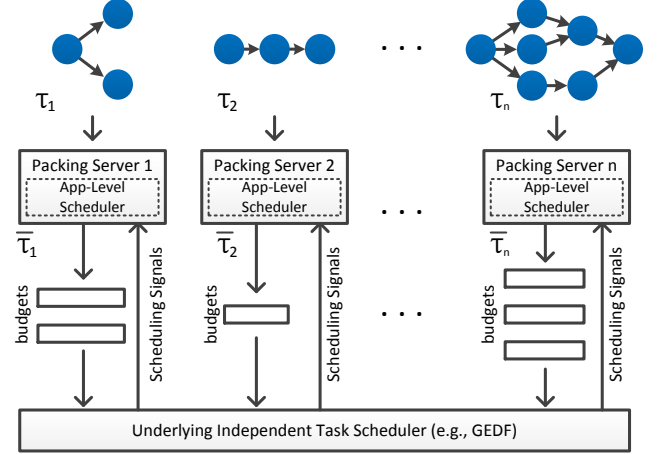 τ1
τ2
. . .
τn
Packing Server 1
App-Level
Scheduler
Packing Server 2
App-Level
Scheduler
. . .
Packing Server n
App-Level
Scheduler
τ̅1
τ̅2
τ̅n
budgets
Scheduling Signals
budgets
Scheduling Signals
. . .
budgets
Scheduling Signals
Underlying Independent Task Scheduler (e.g., GEDF)